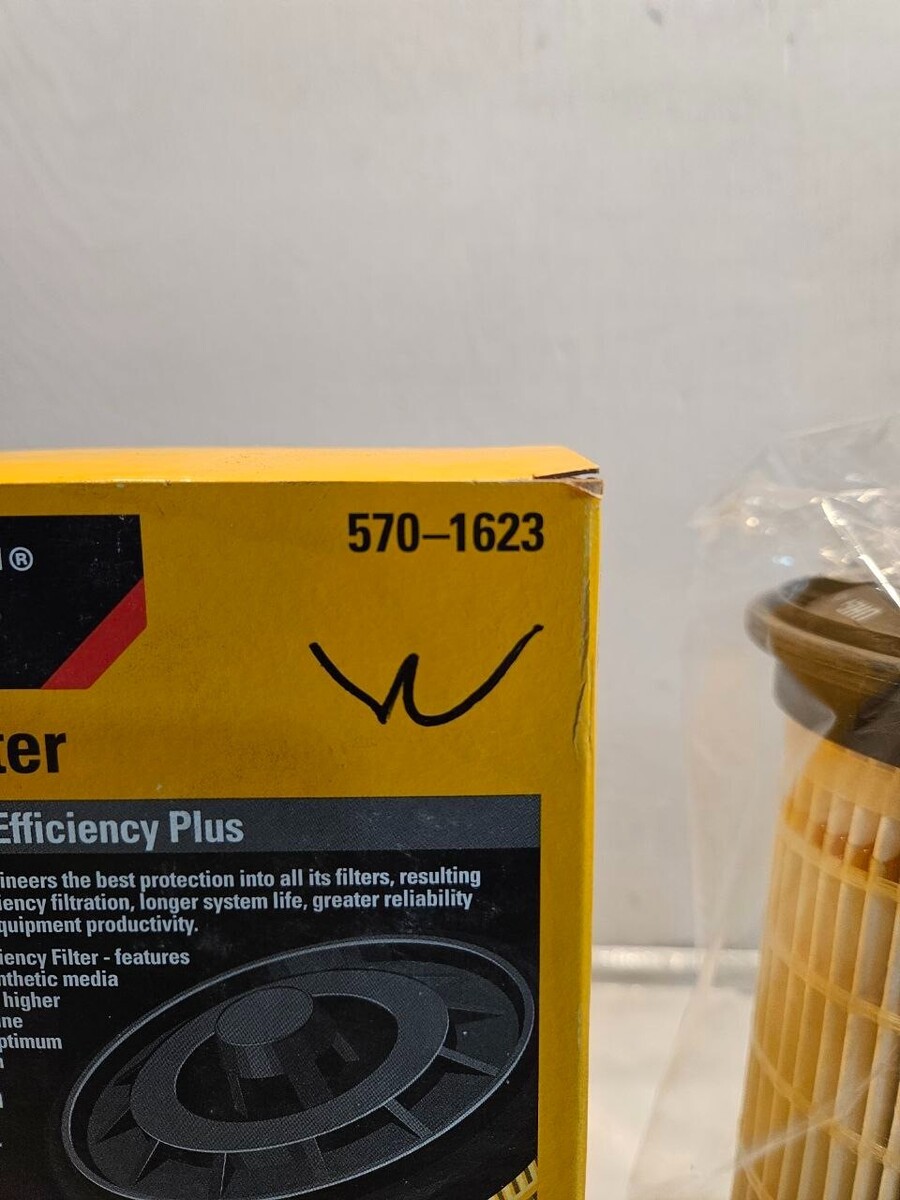 570–1623
®
ter
Efficiency Plus
ineers the best protection into all its filters, resulting
iency filtration, longer system life, greater reliability
quipment productivity.
iency Filter - features
nthetic media
higher
ne
ptimum